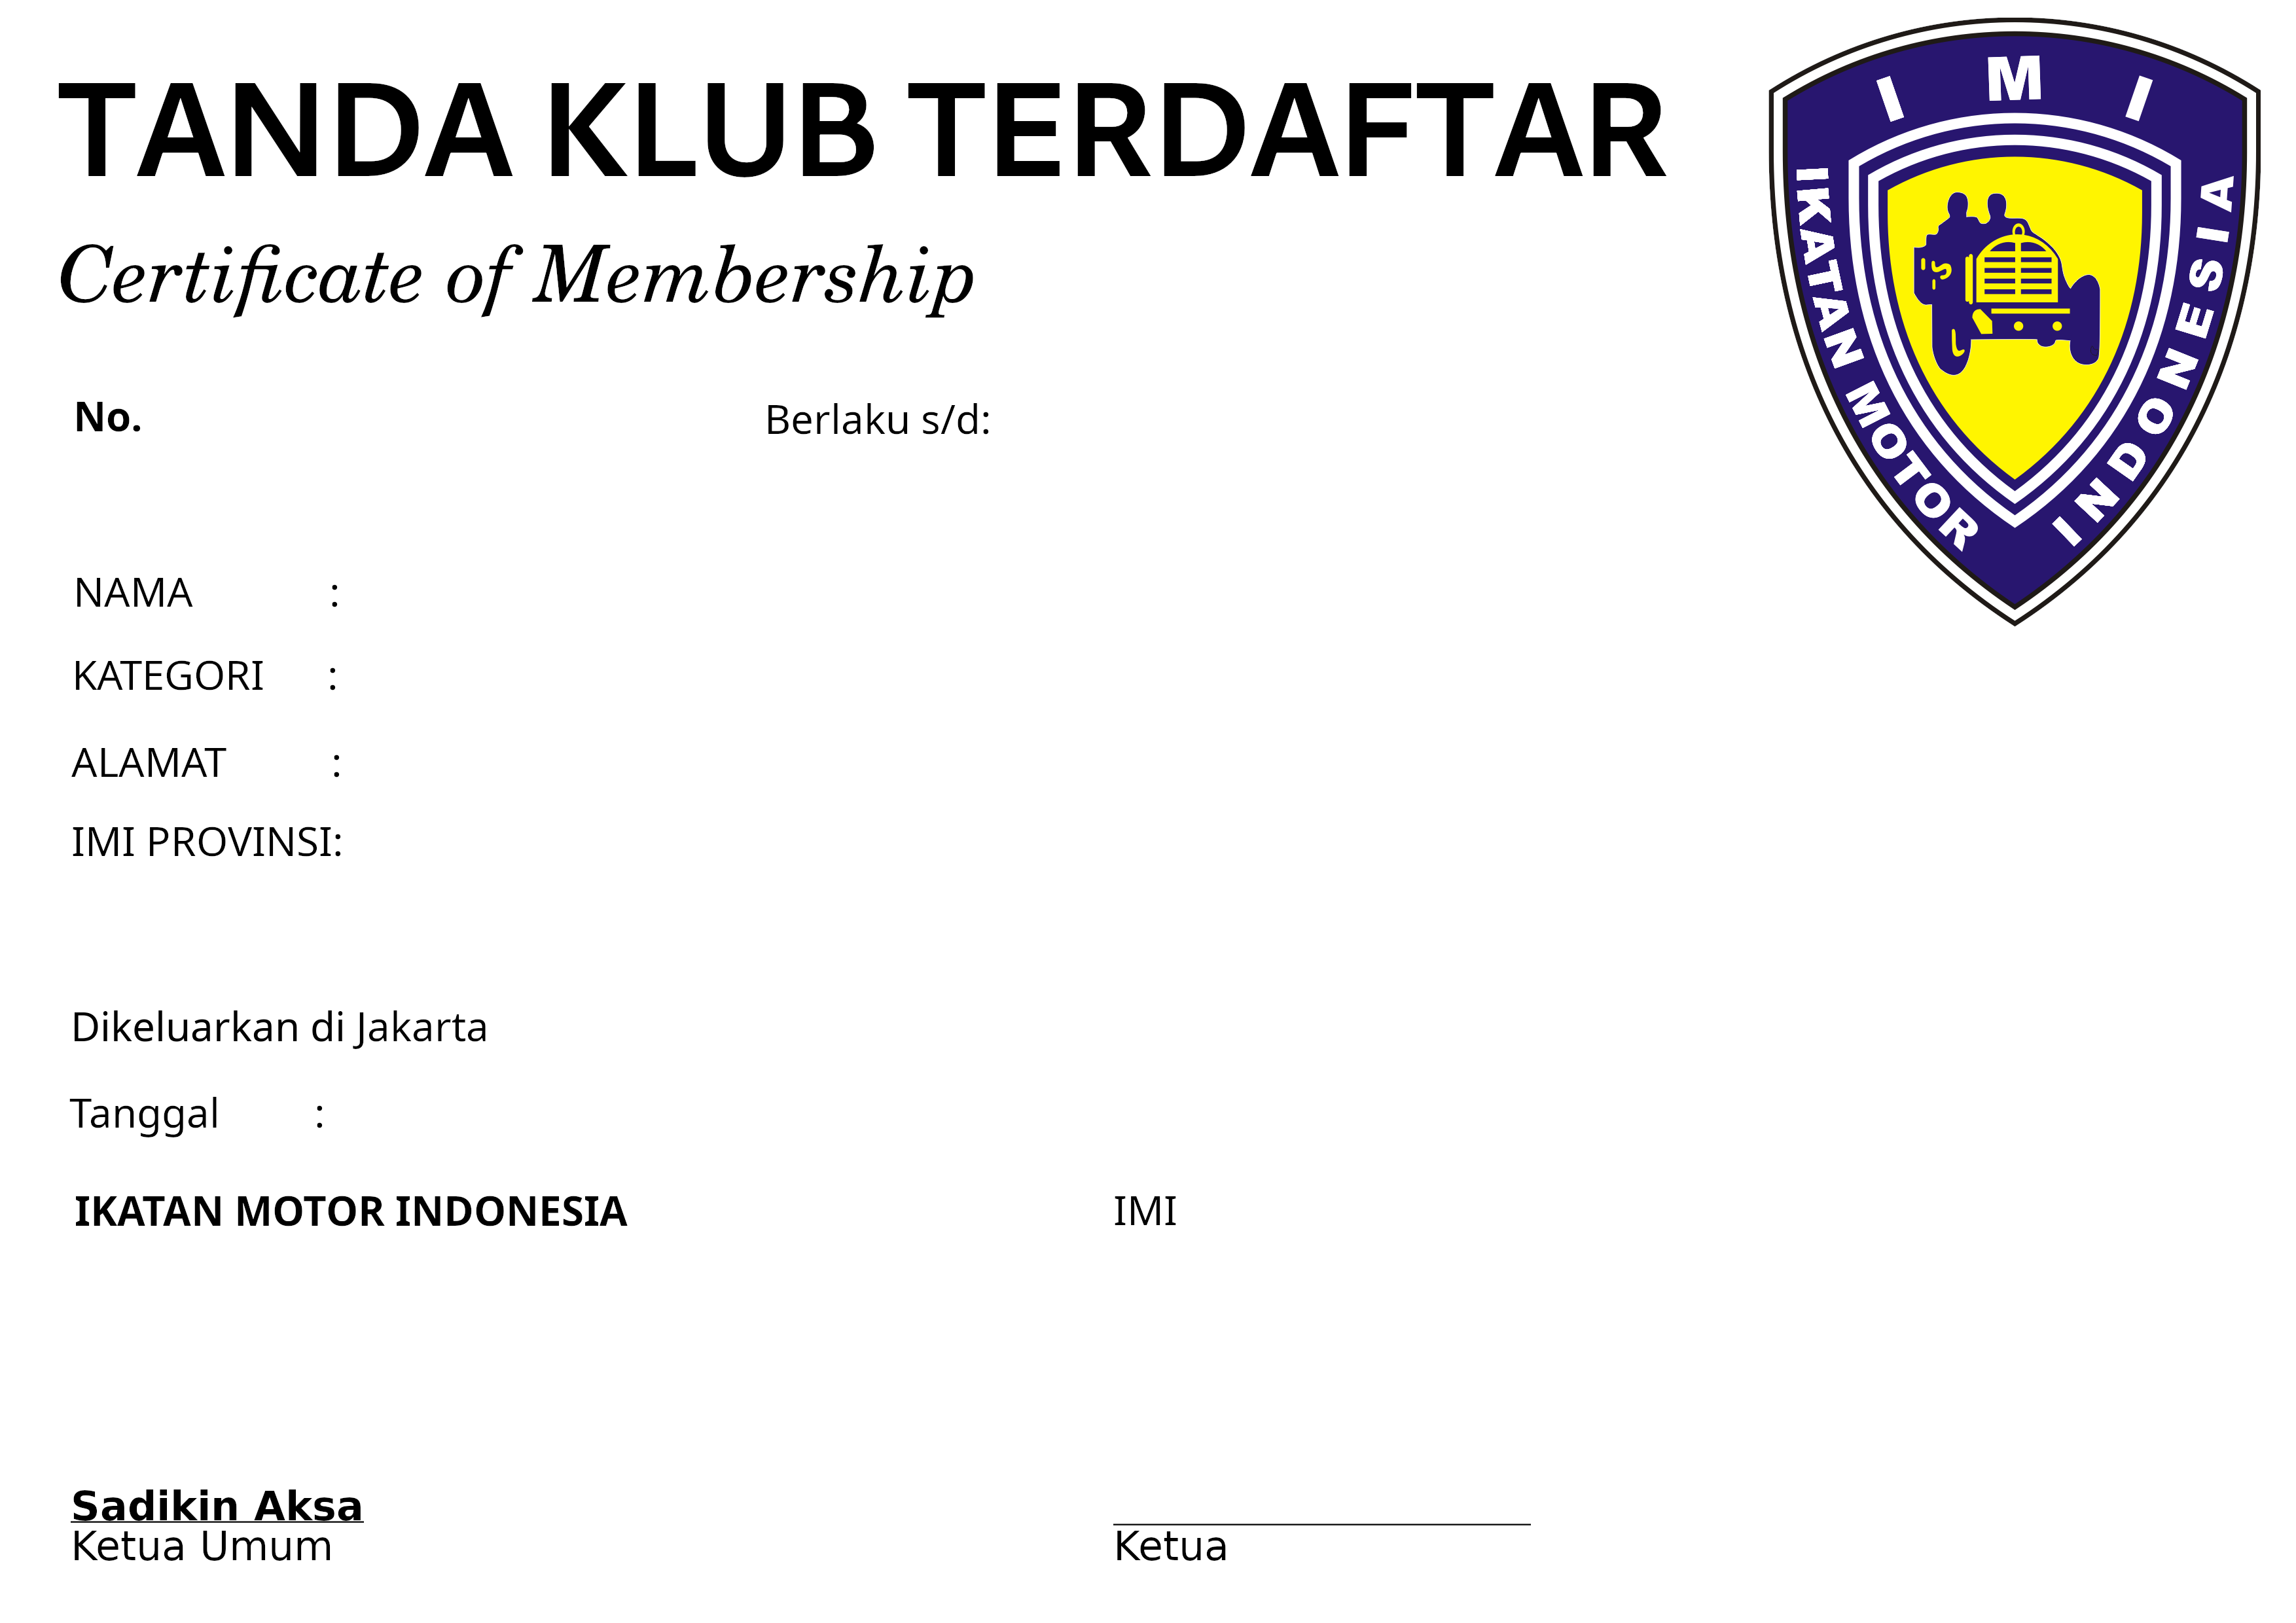 TANDA KLUB TERDAFTAR
Certificate of Membership
I M I
IKATAN MOTOR INDONESIA
No. Berlaku s/d:
NAMA :
KATEGORI :
ALAMAT :
IMI PROVINSI:
Dikeluarkan di Jakarta
Tanggal :
IKATAN MOTOR INDONESIA IMI
Sadikin Aksa
Ketua Umum Ketua